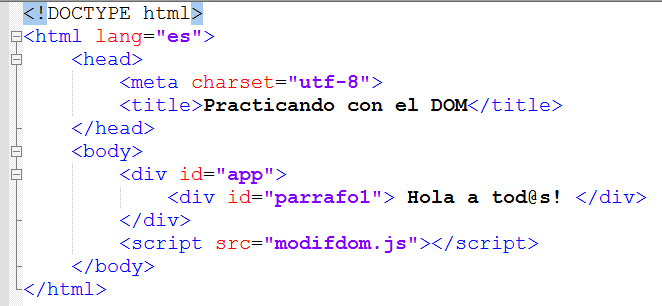 <!DOCTYPE html>
<html lang="es">
<head>
<meta charset="utf-8">
<title>Practicando con el DOM</title>
</head>
<body>
<div id="app">
<div id="parrafo1"> Hola a tod@s! </div>
</div>
<script src="modifdom.js"></script>
</body>
</html>